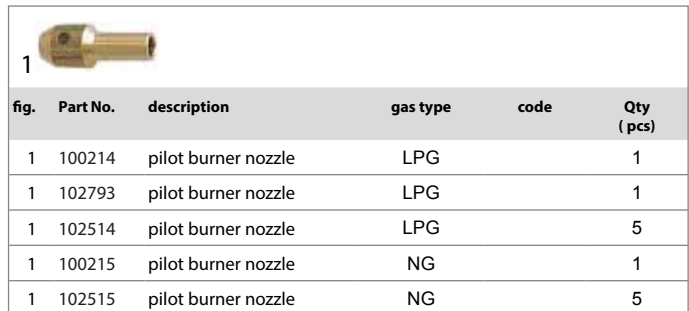 1
fig. Part No. description gas type code Qty
( pcs)
1 100214 pilot burner nozzle LPG 1
1 102793 pilot burner nozzle LPG 1
1 102514 pilot burner nozzle LPG 5
1 100215 pilot burner nozzle NG 1
1 102515 pilot burner nozzle NG 5